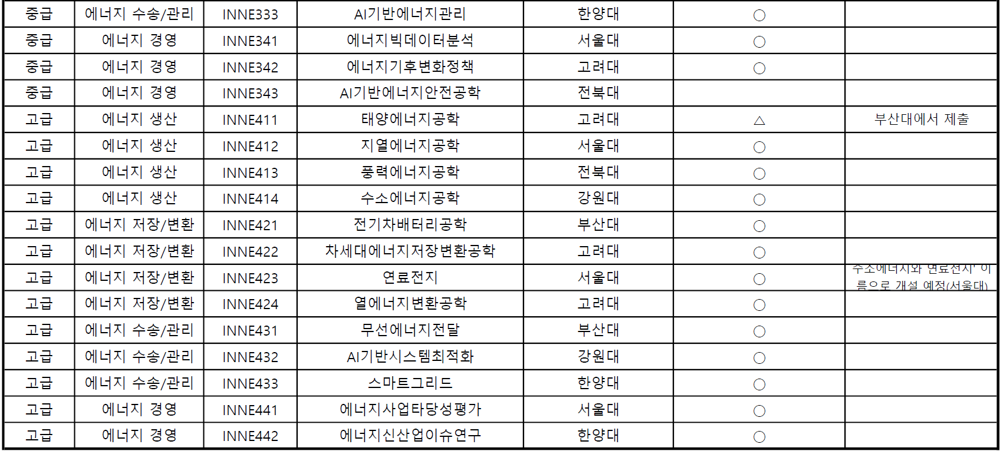 중급 에너지 수송/관리 INNE333 AI기반에너지관리 한양대 ○
중급 에너지 경영 INNE341 에너지빅데이터분석 서울대 ○
중급 에너지 경영 INNE342 에너지기후변화정책 고려대 ○
중급 에너지 경영 INNE343 AI기반에너지안전공학 전북대
고급 에너지 생산 INNE411 태양에너지공학 고려대 △ 부산대에서 제출
고급 에너지 생산 INNE412 지열에너지공학 서울대 ○
고급 에너지 생산 INNE413 풍력에너지공학 전북대 ○
고급 에너지 생산 INNE414 수소에너지공학 강원대 ○
고급 에너지 저장/변환 INNE421 전기차배터리공학 부산대 ○
고급 에너지 저장/변환 INNE422 차세대에너지저장변환공학 고려대 ○
고급 에너지 저장/변환 INNE423 연료전지 서울대 ○ 수소에너지와 연료전지' 이
름으로 개설 예정(서울대)
고급 에너지 저장/변환 INNE424 열에너지변환공학 고려대 ○
고급 에너지 수송/관리 INNE431 무선에너지전달 부산대 ○
고급 에너지 수송/관리 INNE432 AI기반시스템최적화 강원대 ○
고급 에너지 수송/관리 INNE433 스마트그리드 한양대 ○
고급 에너지 경영 INNE441 에너지사업타당성평가 서울대 ○
고급 에너지 경영 INNE442 에너지신산업이슈연구 한양대 ○